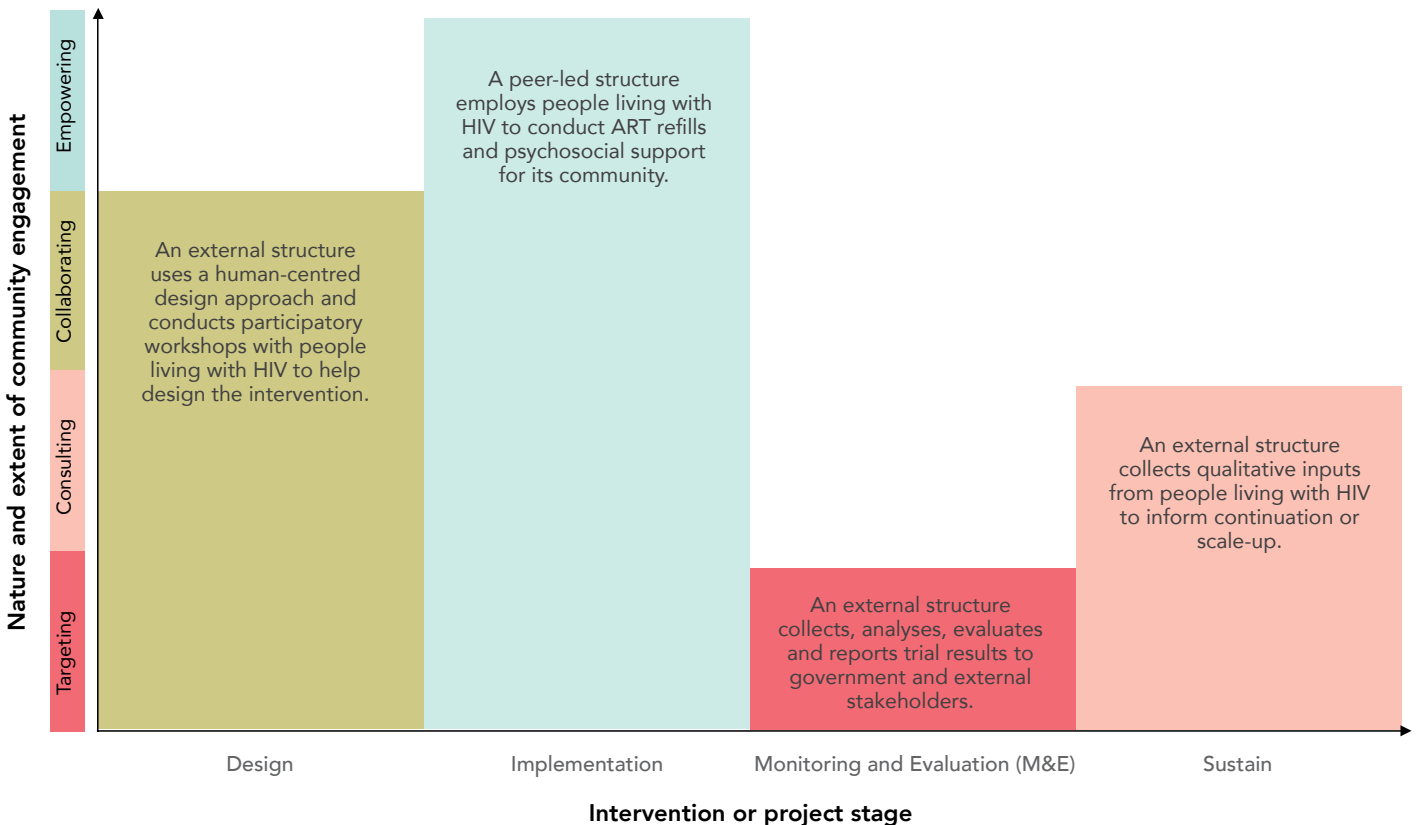 Nature and extent of community engagement
Empowering
Collaborating
Consulting
Targeting
An external structure
uses a human-centred
design approach and
conducts participatory
workshops with people
living with HIV to help
design the intervention.
A peer-led structure
employs people living with
HIV to conduct ART refills
and psychosocial support
for its community.
An external structure
collects, analyses, evaluates
and reports trial results to
government and external
stakeholders.
An external structure
collects qualitative inputs
from people living with HIV
to inform continuation or
scale-up.
Design
Implementation
Monitoring and Evaluation (M&E)
Sustain
Intervention or project stage